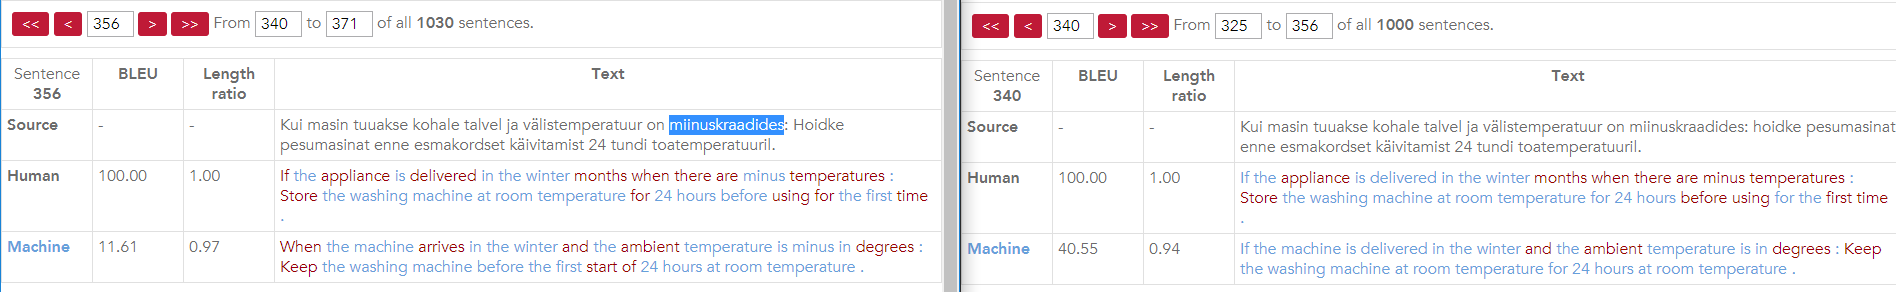 << < 356 > >> From 340 to 371 of all 1030 sentences.
Sentence 356 BLEU Length ratio Text
Source - - Kui masin tuuakse kohale talvel ja välistemperatuur on miinuskraadides: Hoidke
pesumasinat enne esmakordset käivitamist 24 tundi toatemperatuuril.
Human 100.00 1.00 If the appliance is delivered in the winter months when there are minus temperatures :
Store the washing machine at room temperature for 24 hours before using for the first time
.
Machine 11.61 0.97 When the machine arrives in the winter and the ambient temperature is minus in degrees :
Keep the washing machine before the first start of 24 hours at room temperature .
<< < 340 > >> From 325 to 356 of all 1000 sentences.
Sentence 340 BLEU Length ratio Text
Source - - Kui masin tuuakse kohale talvel ja välistemperatuur on miinuskraadides: hoidke pesumasinat
enne esmakordset käivitamist 24 tundi toatemperatuuril.
Human 100.00 1.00 If the appliance is delivered in the winter months when there are minus temperatures :
Store the washing machine at room temperature for 24 hours before using for the first time
.
Machine 40.55 0.94 If the machine is delivered in the winter and the ambient temperature is in degrees : Keep
the washing machine at room temperature for 24 hours at room temperature .